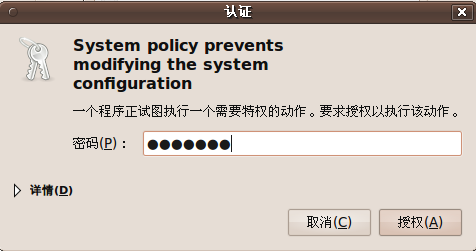 认证
System policy prevents
modifying the system
configuration
一个程序正试图执行一个需要特权的动作。要求授权以执行该动作。
密码(P)：
详情(D)
取消(C) 授权(A)